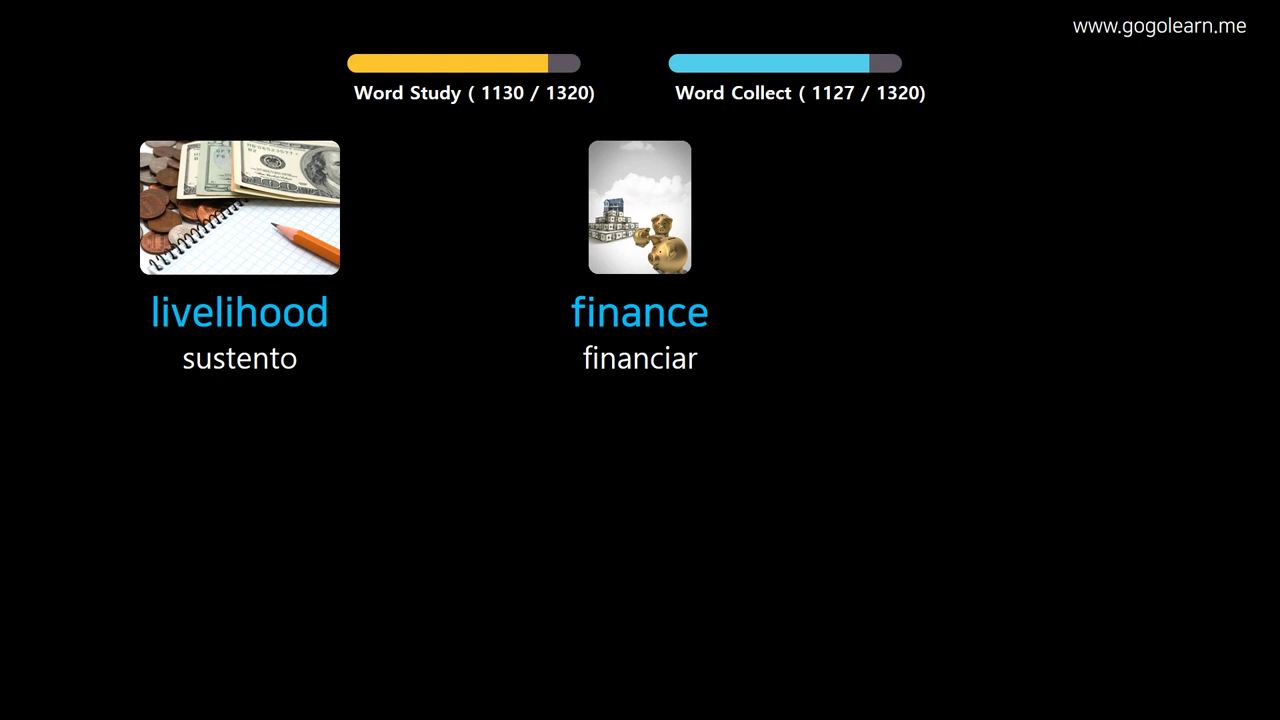 www.gogolearn.me
Word Study ( 1130 / 1320)
Word Collect ( 1127 / 1320)
livelihood
sustento
finance
financiar